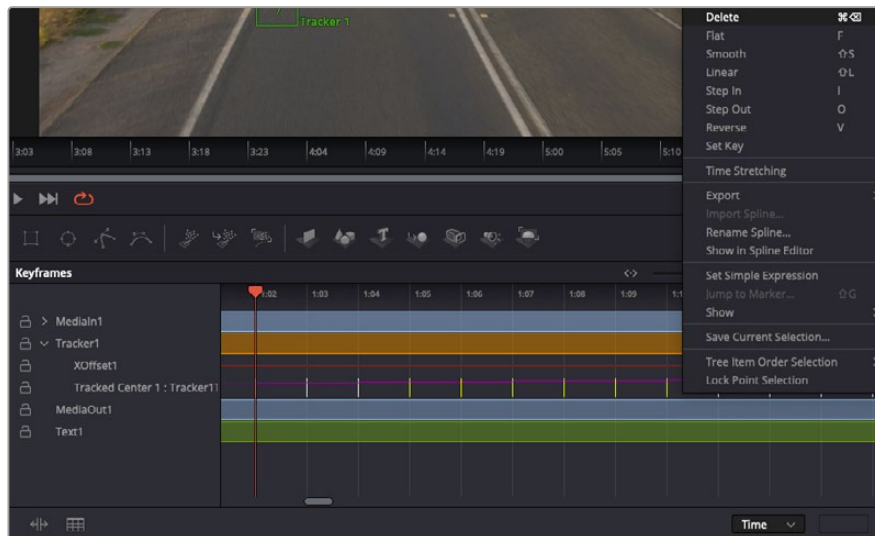 Tracker 1
3:03 3:08 3:13 3:18 3:23 4:04 4:09 4:14 4:19 5:00 5:05 5:10
Keyframes
1:02 1:03 1:04 1:05 1:06 1:07 1:08 1:09
MediaIn1
Tracker1
XOffset1
Tracked Center 1 : Tracker1
MediaOut1
Text1
Time
Delete ⌘⌫
Flat F
Smooth ⇧S
Linear ⇧L
Step In I
Step Out O
Reverse V
Set Key
Time Stretching
Export
Import Spline...
Rename Spline...
Show in Spline Editor
Set Simple Expression
Jump to Marker... ⇧G
Show
Save Current Selection...
Tree Item Order Selection
Lock Point Selection